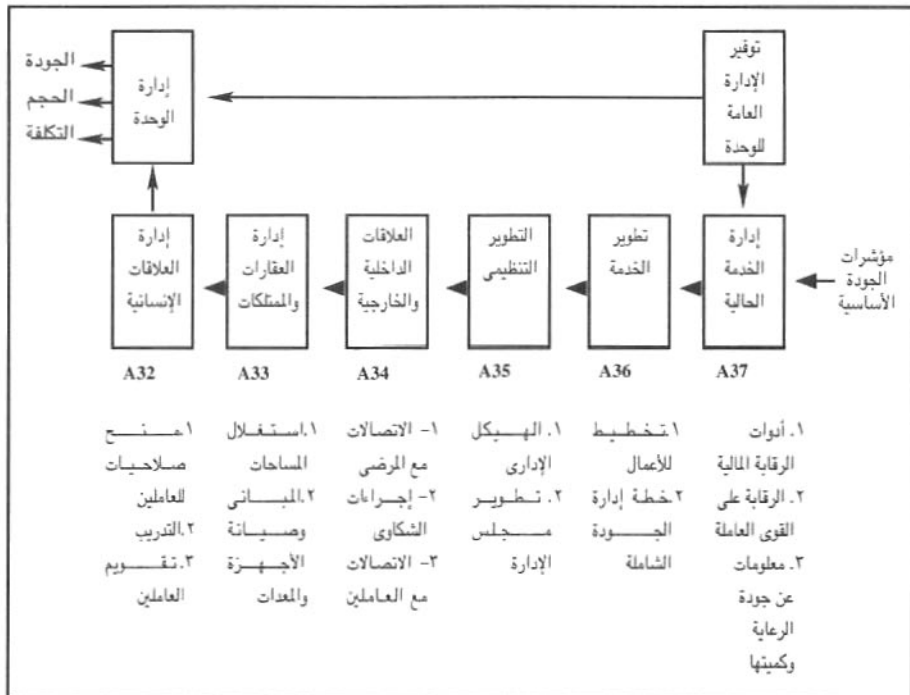 توفير
الإدارة
العامة
للوحدة
إدارة
الوحدة
الجودة
الحجم
التكلفة
مؤشرات
الجودة
الأساسية
إدارة
الخدمة
الحالية
تطوير
الخدمة
التطوير
التنظيمى
العلاقات
الداخلية
والخارجية
إدارة
العقارات
والممتلكات
إدارة
العلاقات
الإنسانية
A37
A36
A35
A34
A33
A32
١. أدوات
الرقابة المالية
٢. الرقابة على
القوى العاملة
٣. معلومات
عن جودة
الرعاية
وكميتها
١.تخطيط
للأعمال
٢.خطة إدارة
الجودة
الشاملة
١. الهيكل
الإدارى
٢. تطوير
مجلس
الإدارة
١- الاتصالات
مع المرضى
٢- إجراءات
الشكاوى
٣- الاتصالات
مع العاملين
١.استغلال
المساحات
٢.المبانى
وصيانة
الأجهزة
والمعدات
١.منح
صلاحيات
للعاملين
٢.التدريب
٣.تقويم
العاملين